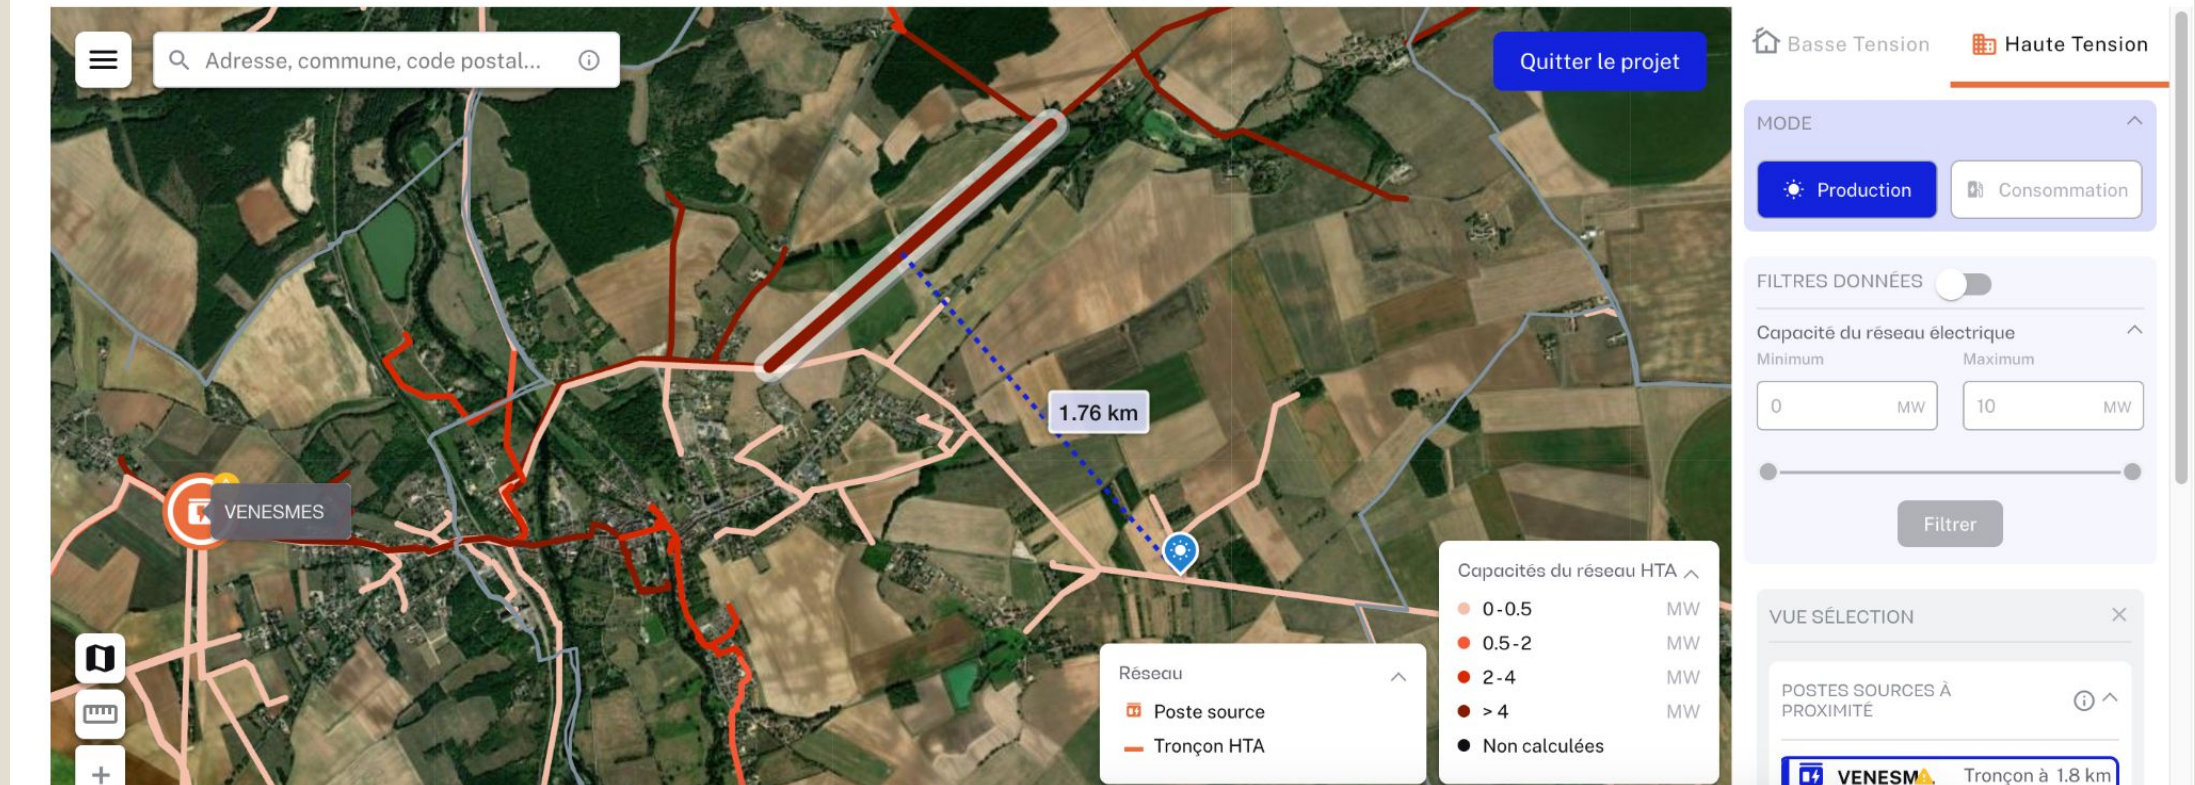 Adresse, commune, code postal...
Quitter le projet
Basse Tension
Haute Tension
MODE
Production
Consommation
FILTRES DONNÉES
Capacité du réseau électrique
Minimum
Maximum
0 MW
10 MW
Filtrer
1.76 km
VENESMES
Réseau
Poste source
Tronçon HTA
Capacités du réseau HTA
0-0.5 MW
0.5-2 MW
2-4 MW
> 4 MW
Non calculées
VUE SÉLECTION
POSTES SOURCES À
PROXIMITÉ
VENESM Tronçon à 1.8 km